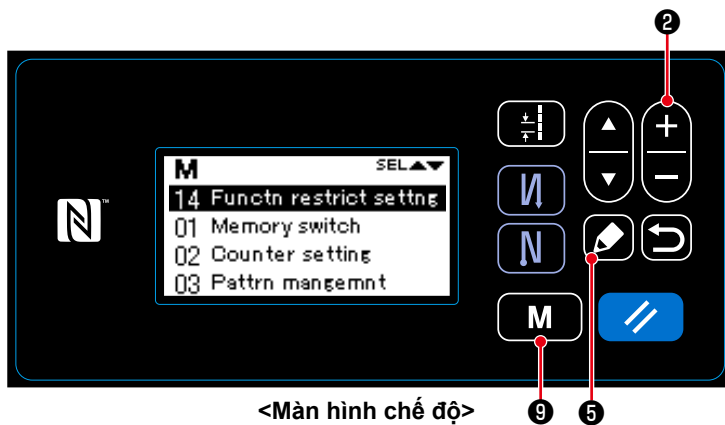 ❷
M SEL▲▼
14 Functn restrict settng
01 Memory switch
02 Counter setting
03 Pattrn mangemnt
N™
M
<Màn hình chế độ>
❾ ❺